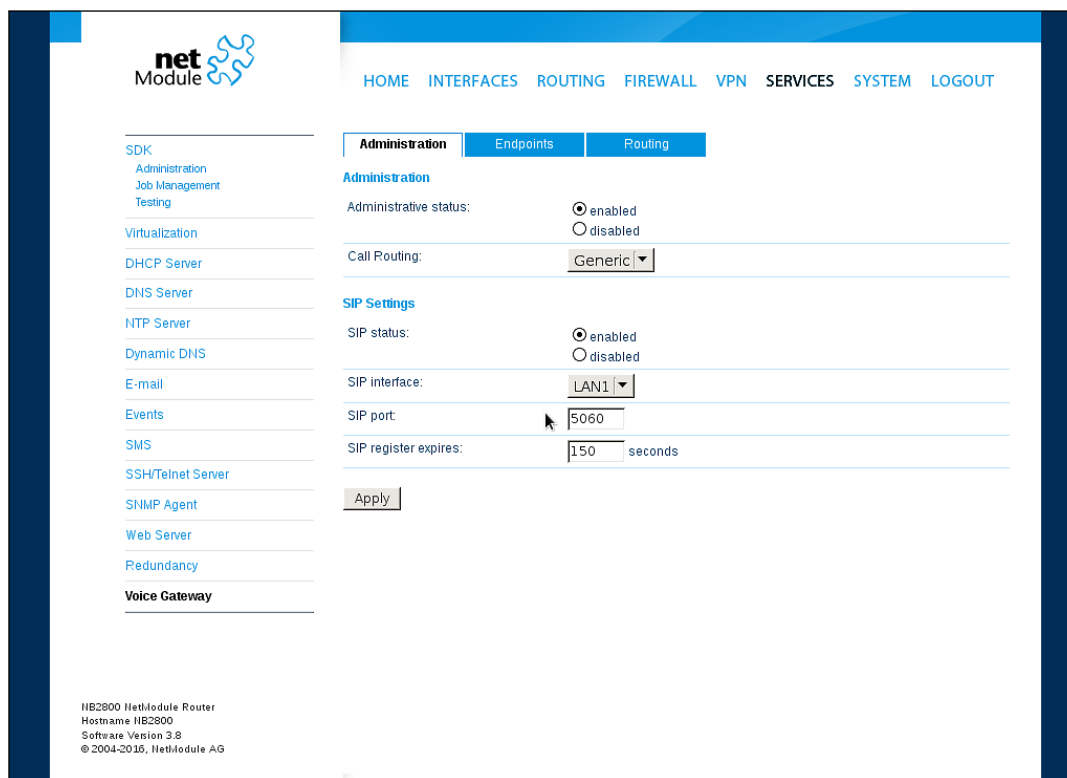 net
Module
HOME INTERFACES ROUTING FIREWALL VPN SERVICES SYSTEM LOGOUT
SDK
Administration
Job Management
Testing
Virtualization
DHCP Server
DNS Server
NTP Server
Dynamic DNS
E-mail
Events
SMS
SSH/Telnet Server
SNMP Agent
Web Server
Redundancy
Voice Gateway
Administration Endpoints Routing
Administration
Administrative status:
enabled
disabled
Call Routing: Generic
SIP Settings
SIP status:
enabled
disabled
SIP interface: LAN1
SIP port: 5060
SIP register expires: 150 seconds
Apply
NB2800 NetModule Router
Hostname NB2800
Software Version 3.8
© 2004-2016, NetModule AG